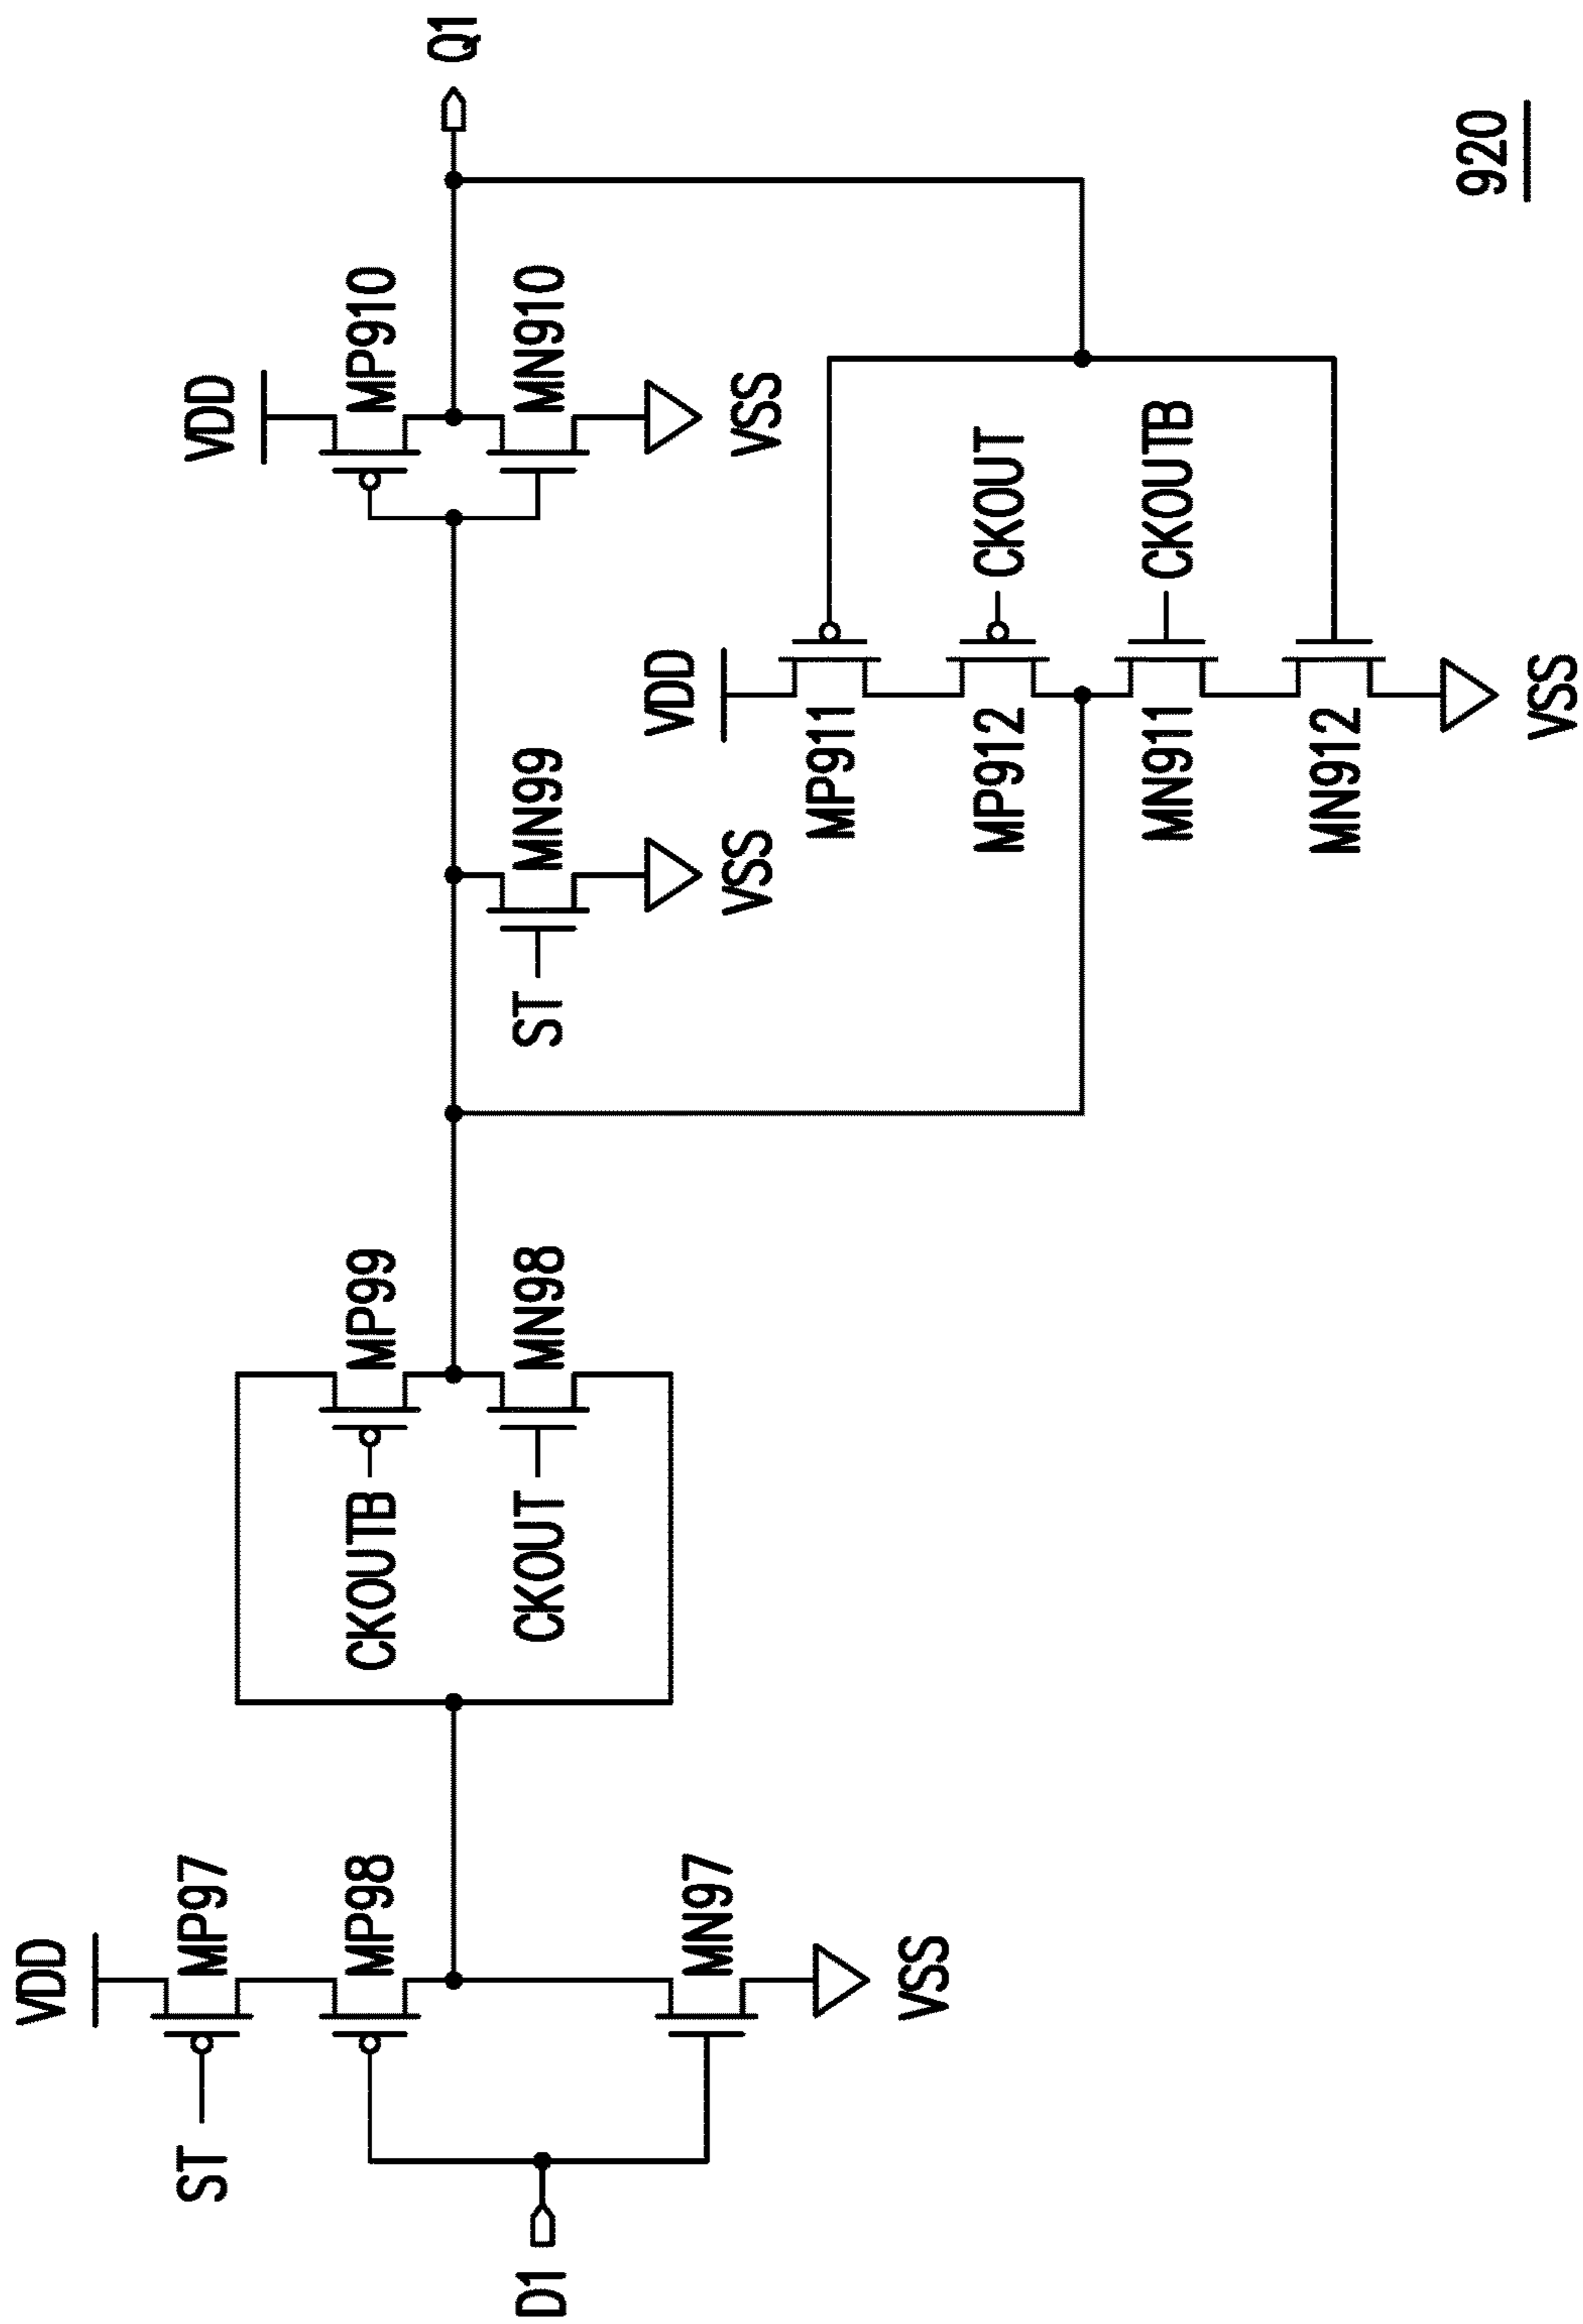 VDD
ST
MP97
MP98
D1
MN97
VSS
CKOUTB
MP99
CKOUT
MN98
ST
MN99
VSS
VDD
MP910
MN910
VSS
Q1
VDD
MP911
MP912
CKOUT
MN911
CKOUTB
MN912
VSS
920